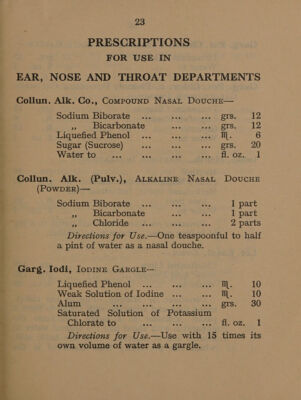 23
PRESCRIPTIONS
FOR USE IN
EAR, NOSE AND THROAT DEPARTMENTS
Collun. Alk. Co., COMPOUND NASAL DOUCHE—
Sodium Biborate ... ... ... grs. 12
„ Bicarbonate ... ... grs. 12
Liquefied Phenol ... ... ... ♏. 6
Sugar (Sucrose) ... ... ... grs. 20
Water to ... ... ... ... fl. oz. 1
Collun. Alk. (Pulv.), ALKALINE NASAL DOUCHE
(POWDER)—
Sodium Biborate ... ... ... 1 part
„ Bicarbonate ... ... 1 part
„ Chloride ... ... ... 2 parts
Directions for Use.—One teaspoonful to half
a pint of water as a nasal douche.
Garg. Iodi, IODINE GARGLE—
Liquefied Phenol ... ... ... ♏. 10
Weak Solution of Iodine ... ... ♏. 10
Alum ... ... ... ... grs. 30
Saturated Solution of Potassium
Chlorate to ... ... ... fl. oz. 1
Directions for Use.—Use with 15 times its
own volume of water as a gargle.